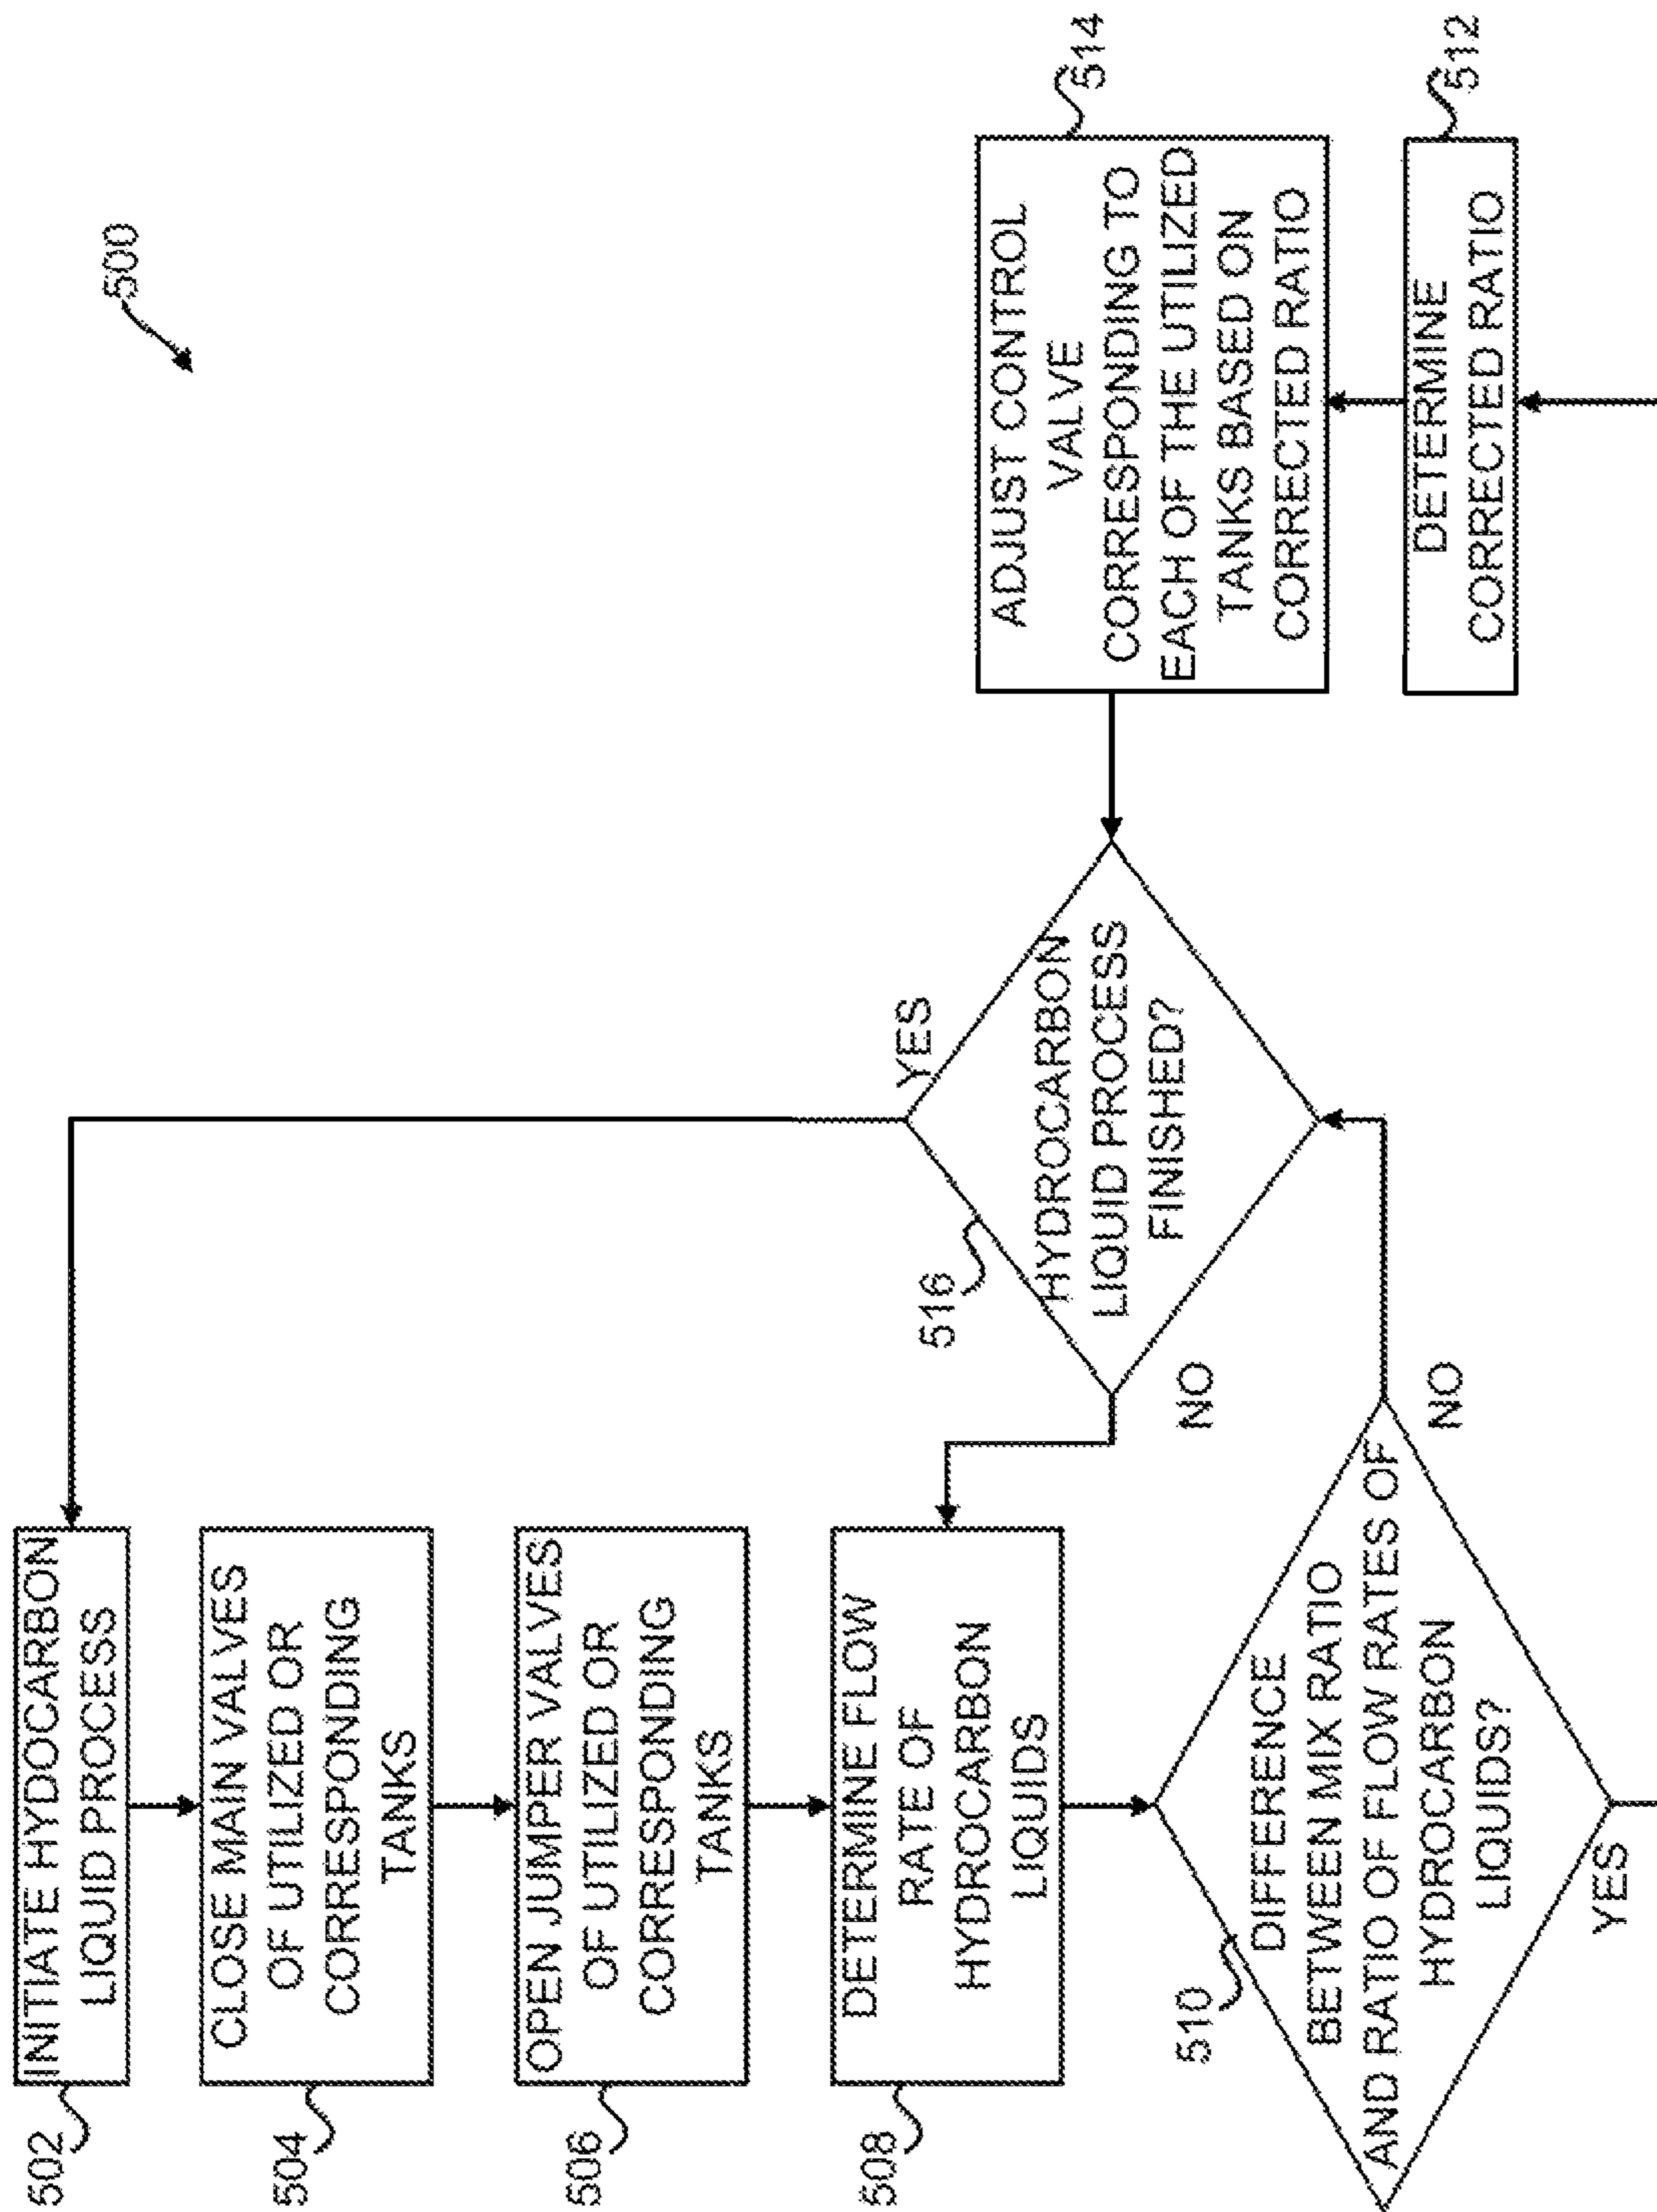 500
502
INITIATE HYDOCARBON
LIQUID PROCESS
504
CLOSE MAIN VALVES
OF UTILIZED OR
CORRESPONDING
TANKS
506
OPEN JUMPER VALVES
OF UTILIZED OR
CORRESPONDING
TANKS
508
DETERMINE FLOW
RATE OF
HYDROCARBON
LIQUIDS
510
DIFFERENCE
BETWEEN MIX RATIO
AND RATIO OF FLOW RATES OF
HYDROCARBON
LIQUIDS?
YES
NO
516
HYDROCARBON
LIQUID PROCESS
FINISHED?
YES
NO
514
ADJUST CONTROL
VALVE
CORRESPONDING TO
EACH OF THE UTILIZED
TANKS BASED ON
CORRECTED RATIO
512
DETERMINE
CORRECTED RATIO